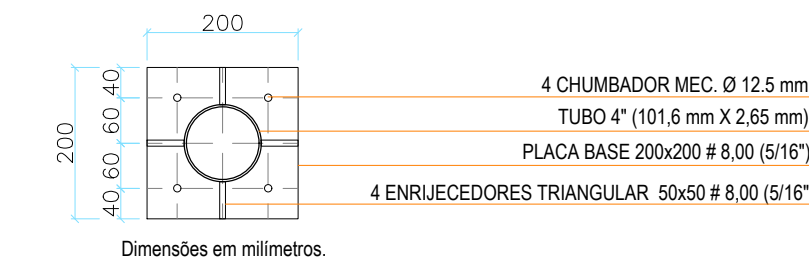 200
200
40
60
60
40
4 CHUMBADOR MEC. Ø 12.5 mm
TUBO 4" (101,6 mm X 2,65 mm)
PLACA BASE 200x200 # 8,00 (5/16")
4 ENRIJECEDORES TRIANGULAR 50x50 # 8,00 (5/16"
Dimensões em milímetros.